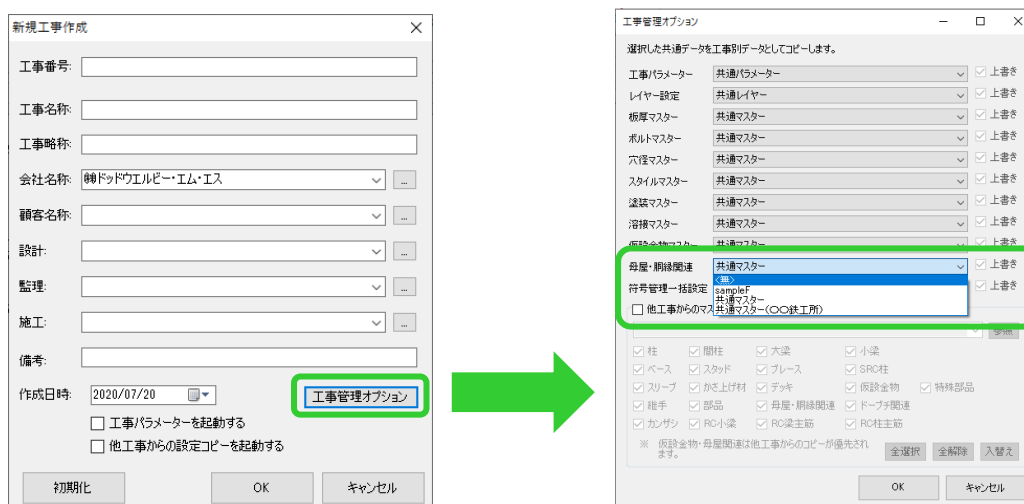 新規工事作成
工事番号:
工事名称:
工事略称:
会社名称: ㈱ドッドウエルビー・エム・エス ...
顧客名称: ...
設計: ...
監理: ...
施工: ...
備考:
作成日時: 2020/07/20 工事管理オプション
工事パラメーターを起動する
他工事からの設定コピーを起動する
初期化 OK キャンセル
工事管理オプション
選択した共通データを工事別データとしてコピーします。
工事パラメーター 共通パラメーター 上書き
レイヤー設定 共通レイヤー 上書き
板厚マスター 共通マスター 上書き
ボルトマスター 共通マスター 上書き
穴径マスター 共通マスター 上書き
スタイルマスター 共通マスター 上書き
塗装マスター 共通マスター 上書き
溶接マスター 共通マスター 上書き
仮設金物マスター 共通マスター 上書き
母屋・胴縁関連 共通マスター 上書き
<無>
符号管理一括設定 sampleF 上書き
共通マスター
他工事からのマス 共通マスター(〇〇鉄工所)
参照
柱 間柱 大梁 小梁
ベース スタッド ブレース SRC柱
スリーブ かさ上げ材 デッキ 仮設金物 特殊部品
継手 部品 母屋・胴縁関連 ドーブチ関連
カンザシ RC小梁 RC梁主筋 RC柱主筋
※ 仮設金物・母屋関連は他工事からのコピーが優先され
ます。
全選択 全解除 入替え
OK キャンセル